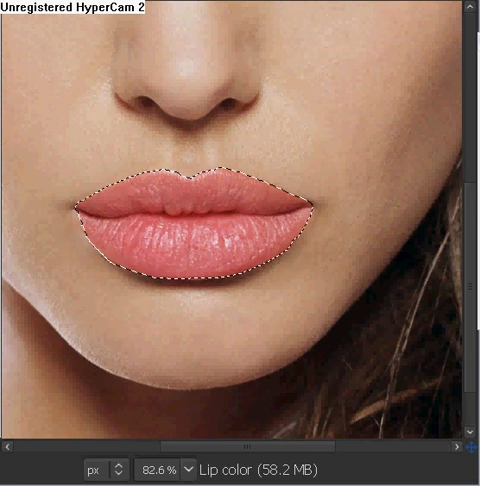 Unregistered HyperCam 2
px 82.6 % Lip color (58.2 MB)